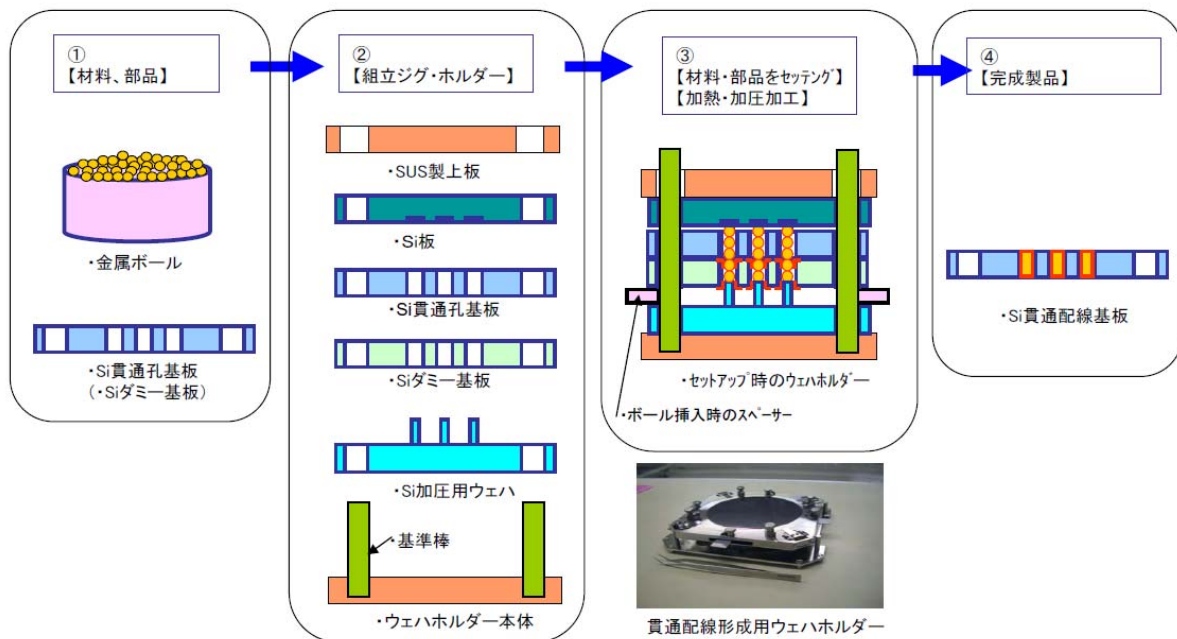 ①
【材料、部品】
・金属ボール
・Si貫通孔基板
（・Siダミー基板）
②
【組立ジグ・ホルダー】
・SUS製上板
・Si板
・Si貫通孔基板
・Siダミー基板
・Si加圧用ウェハ
・基準棒
・ウェハホルダー本体
③
【材料・部品をセッテング】
【加熱・加圧加工】
・セットアップ時のウェハホルダー
・ボール挿入時のスペーサー
貫通配線形成用ウェハホルダー
④
【完成製品】
・Si貫通配線基板